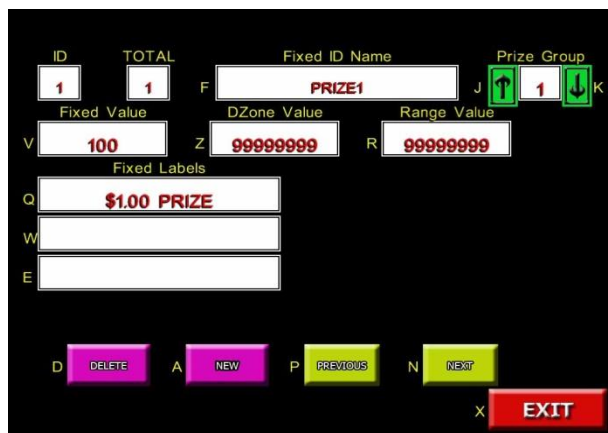 ID TOTAL Fixed ID Name Prize Group
1 1 F PRIZE1 J 1 K
Fixed Value DZone Value Range Value
V 100 Z 99999999 R 99999999
Fixed Labels
Q $1.00 PRIZE
W
E
D DELETE A NEW P PREVIOUS N NEXT
X EXIT